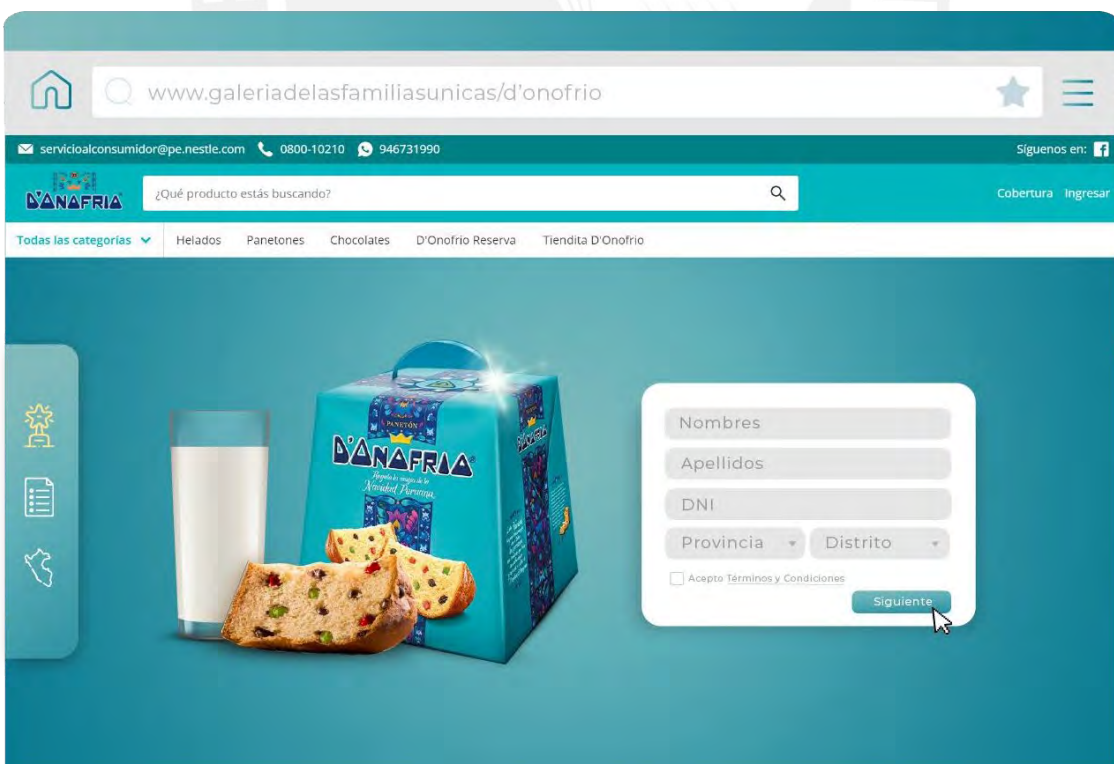 www.galeriadelasfamiliasunicas/d'onofrio
servicioalconsumidor@pe.nestle.com 0800-10210 946731990 Síguenos en:
D'ANAFRIA ¿Qué producto estás buscando? Cobertura Ingresar
Todas las categorías Helados Panetones Chocolates D'Onofrio Reserva Tiendita D'Onofrio
PANETÓN
D'ANAFRIA
Navidad Peruana
Nombres
Apellidos
DNI
Provincia Distrito
Acepto Términos y Condiciones
Siguiente